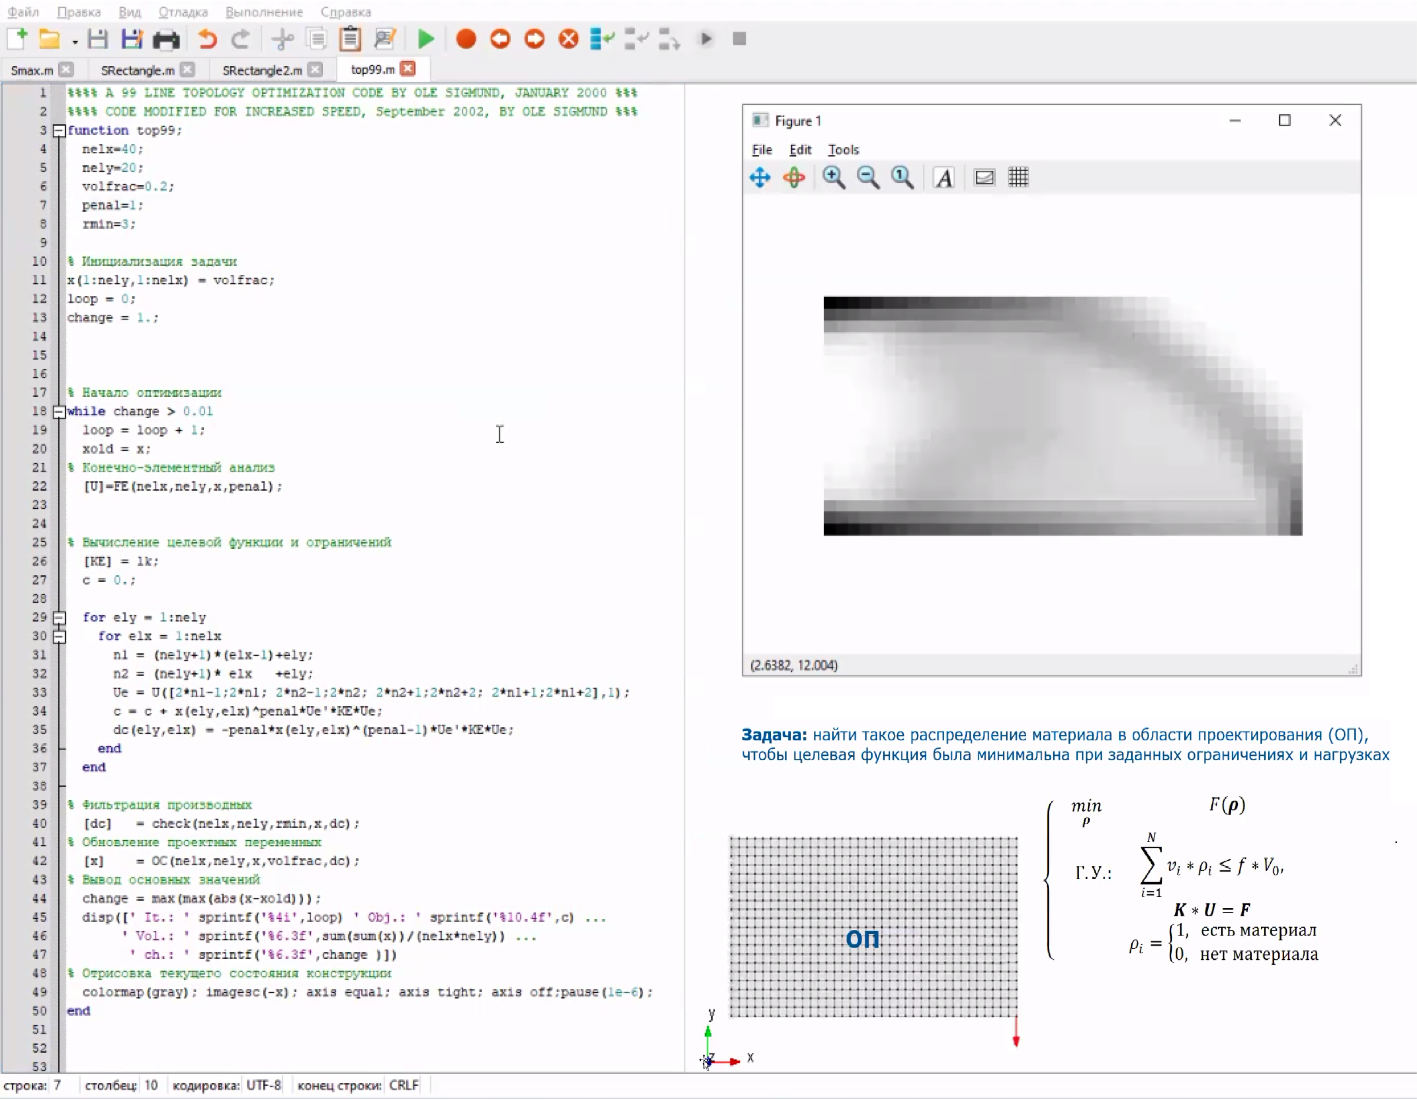 Файл Правка Вид Отладка Выполнение Справка
Smax.m SRectangle.m SRectangle2.m top99.m
1 %%%% A 99 LINE TOPOLOGY OPTIMIZATION CODE BY OLE SIGMUND, JANUARY 2000 %%%
2 %%%% CODE MODIFIED FOR INCREASED SPEED, September 2002, BY OLE SIGMUND %%%
3 function top99;
4 nelx=40;
5 nely=20;
6 volfrac=0.2;
7 penal=1;
8 rmin=3;
9
10 % Инициализация задачи
11 x(1:nely,1:nelx) = volfrac;
12 loop = 0;
13 change = 1.;
14
15
16
17 % Начало оптимизации
18 while change > 0.01
19 loop = loop + 1;
20 xold = x;
21 % Конечно-элементный анализ
22 [U]=FE(nelx,nely,x,penal);
23
24
25 % Вычисление целевой функции и ограничений
26 [KE] = lk;
27 c = 0.;
28
29 for ely = 1:nely
30 for elx = 1:nelx
31 n1 = (nely+1)*(elx-1)+ely;
32 n2 = (nely+1)* elx +ely;
33 Ue = U([2*n1-1;2*n1; 2*n2-1;2*n2; 2*n2+1;2*n2+2; 2*n1+1;2*n1+2],1);
34 c = c + x(ely,elx)^penal*Ue'*KE*Ue;
35 dc(ely,elx) = -penal*x(ely,elx)^(penal-1)*Ue'*KE*Ue;
36 end
37 end
38
39 % Фильтрация производных
40 [dc] = check(nelx,nely,rmin,x,dc);
41 % Обновление проектных переменных
42 [x] = OC(nelx,nely,x,volfrac,dc);
43 % Вывод основных значений
44 change = max(max(abs(x-xold)));
45 disp([' It.: ' sprintf('%4i',loop) ' Obj.: ' sprintf('%10.4f',c) ...
46 ' Vol.: ' sprintf('%6.3f',sum(sum(x))/(nelx*nely)) ...
47 ' ch.: ' sprintf('%6.3f',change )])
48 % Отрисовка текущего состояния конструкции
49 colormap(gray); imagesc(-x); axis equal; axis tight; axis off;pause(1e-6);
50 end
51
52
53
строка: 7 столбец: 10 кодировка: UTF-8 конец строки: CRLF
Figure 1
File Edit Tools
1 A
(2.6382, 12.004)
Задача: найти такое распределение материала в области проектирования (ОП),
чтобы целевая функция была минимальна при заданных ограничениях и нагрузках
ОП
y
z x
min F(ρ)
ρ
Г.У.: N ∑ i=1 v_i * ρ_i ≤ f * V_0,
K * U = F
ρ_i = {1, есть материал
0, нет материала